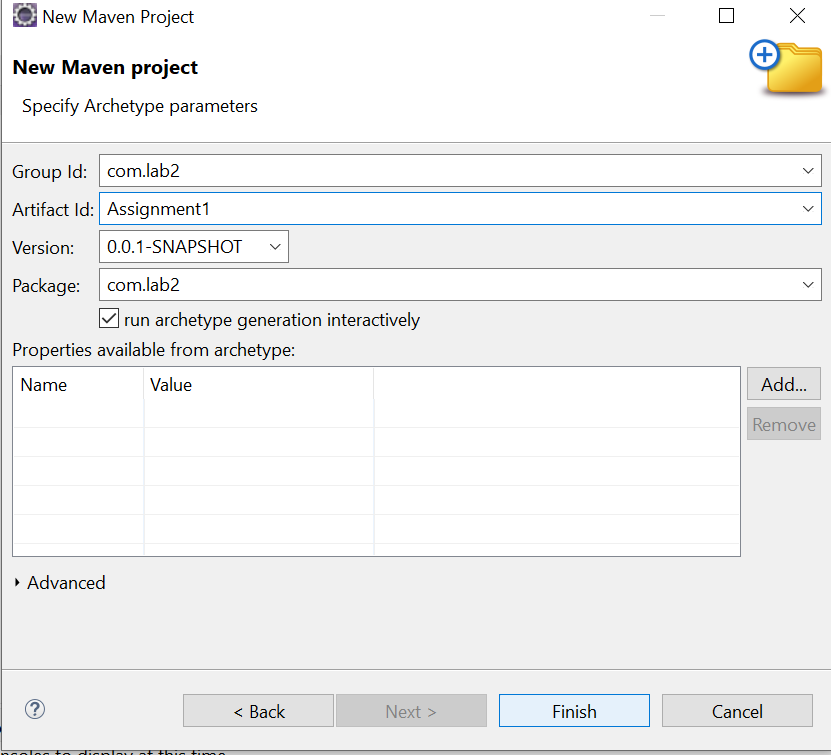 New Maven Project
New Maven project
Specify Archetype parameters
Group Id: com.lab2
Artifact Id: Assignment1
Version: 0.0.1-SNAPSHOT
Package: com.lab2
run archetype generation interactively
Properties available from archetype:
Name Value
Add...
Remove
Advanced
? < Back Next > Finish Cancel
to display at this time